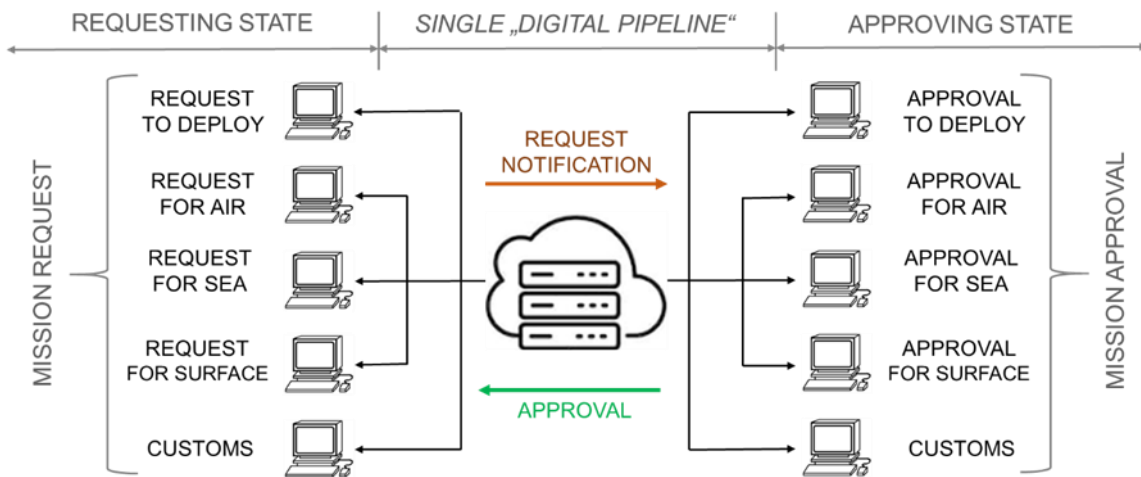 REQUESTING STATE
SINGLE „DIGITAL PIPELINE“
APPROVING STATE
MISSION REQUEST
REQUEST
TO DEPLOY
REQUEST
FOR AIR
REQUEST
FOR SEA
REQUEST
FOR SURFACE
CUSTOMS
REQUEST
NOTIFICATION
APPROVAL
APPROVAL
TO DEPLOY
APPROVAL
FOR AIR
APPROVAL
FOR SEA
APPROVAL
FOR SURFACE
CUSTOMS
MISSION APPROVAL